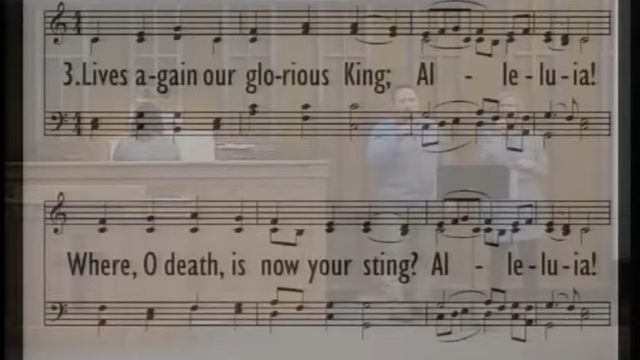 3.Lives a-gain our glo-rious King; Al - le-lu-ia!
Where, O death, is now your sting? Al - le-lu-ia!